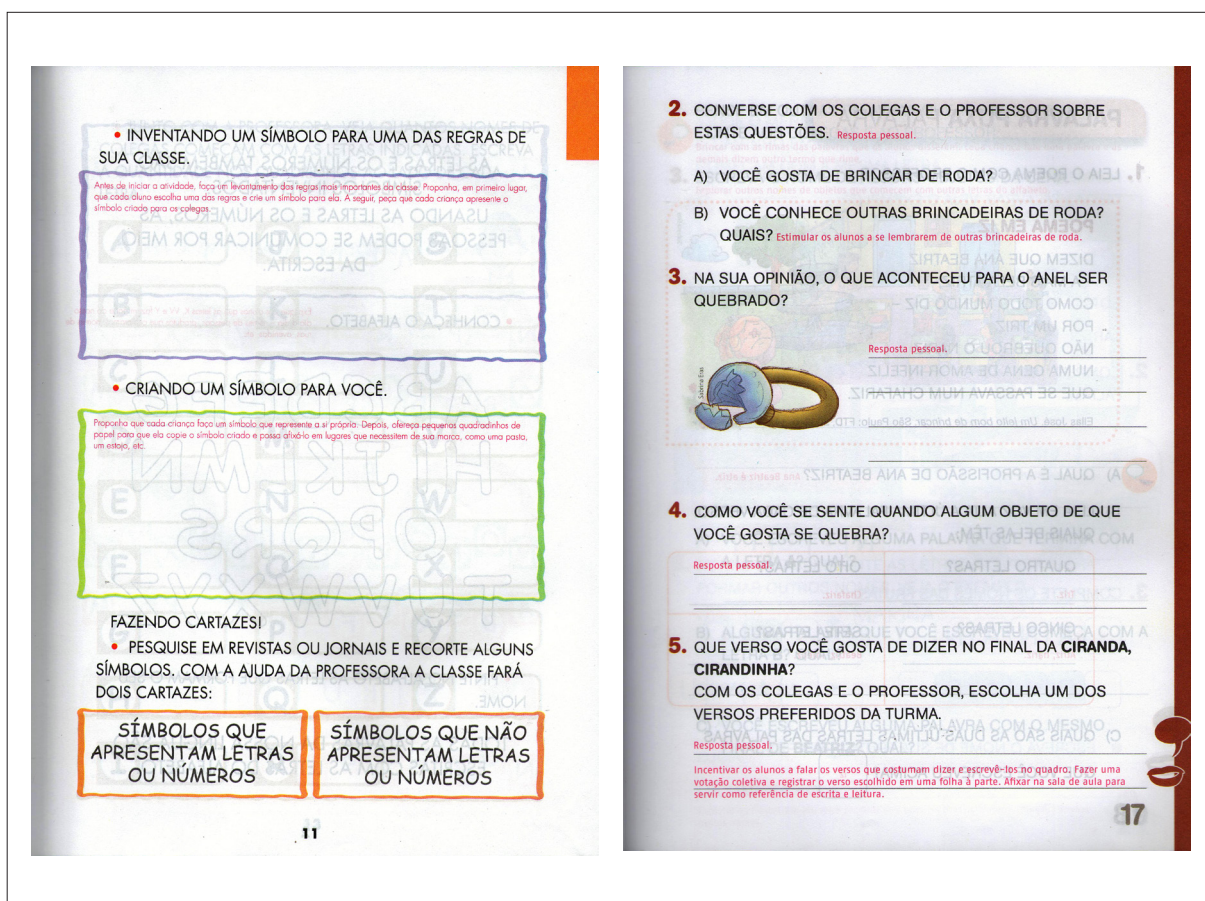 • INVENTANDO UM SÍMBOLO PARA UMA DAS REGRAS DE
SUA CLASSE.
Antes de iniciar a atividade, faça um levantamento das regras mais importantes da classe. Proponha, em primeiro lugar,
que cada aluno escolha uma das regras e crie um símbolo para ela. A seguir, peça que cada criança apresente o
símbolo criado para os colegas.
• CRIANDO UM SÍMBOLO PARA VOCÊ.
Proponha que cada criança faça um símbolo que represente a si própria. Depois, ofereça pequenos quadradinhos de
papel para que ela copie o símbolo criado e possa afixá-lo em lugares que necessitem de sua marca, como uma pasta,
um estojo, etc.
FAZENDO CARTAZES!
• PESQUISE EM REVISTAS OU JORNAIS E RECORTE ALGUNS
SÍMBOLOS. COM A AJUDA DA PROFESSORA A CLASSE FARÁ
DOIS CARTAZES:
SÍMBOLOS QUE
APRESENTAM LETRAS
OU NÚMEROS
SÍMBOLOS QUE NÃO
APRESENTAM LETRAS
OU NÚMEROS
11
2. CONVERSE COM OS COLEGAS E O PROFESSOR SOBRE
ESTAS QUESTÕES. Resposta pessoal.
A) VOCÊ GOSTA DE BRINCAR DE RODA?
B) VOCÊ CONHECE OUTRAS BRINCADEIRAS DE RODA?
QUAIS? Estimular os alunos a se lembrarem de outras brincadeiras de roda.
3. NA SUA OPINIÃO, O QUE ACONTECEU PARA O ANEL SER
QUEBRADO?
Resposta pessoal.
4. COMO VOCÊ SE SENTE QUANDO ALGUM OBJETO DE QUE
VOCÊ GOSTA SE QUEBRA?
Resposta pessoal.
5. QUE VERSO VOCÊ GOSTA DE DIZER NO FINAL DA CIRANDA,
CIRANDINHA?
COM OS COLEGAS E O PROFESSOR, ESCOLHA UM DOS
VERSOS PREFERIDOS DA TURMA.
Resposta pessoal.
Incentivar os alunos a falar os versos que costumam dizer e escrevê-los no quadro. Fazer uma
votação coletiva e registrar o verso escolhido em uma folha à parte. Afixar na sala de aula para
servir como referência de escrita e leitura.
17